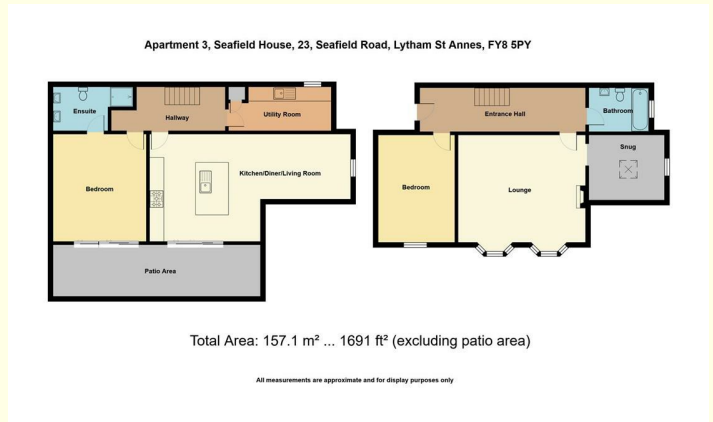 Apartment 3, Seafield House, 23, Seafield Road, Lytham St Annes, FY8 5PY
Ensuite
Hallway
Utility Room
Bedroom
Kitchen/Diner/Living Room
Patio Area
Entrance Hall
Bathroom
Snug
Bedroom
Lounge
Total Area: 157.1 m² ... 1691 ft² (excluding patio area)
All measurements are approximate and for display purposes only